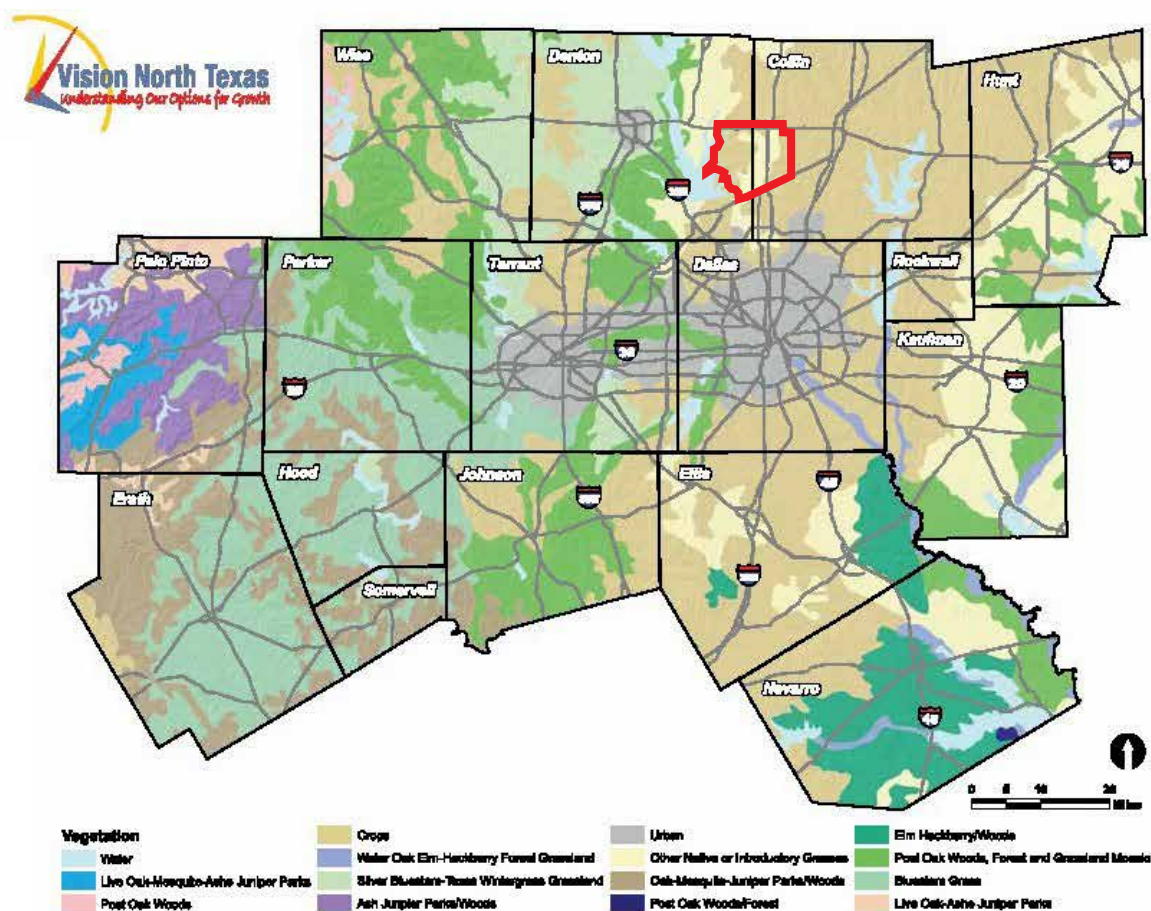 Vision North Texas
Understanding Our Options for Growth
Wise
Denton
Collin
Hunt
Palo Pinto
Parker
Tarrant
Dallas
Rockwall
Kaufman
Erath
Hood
Johnson
Ellis
Somervell
Navarro
Vegetation
Water
Live Oak-Mesquite-Ashe Juniper Parks
Post Oak Woods
Crops
Water Oak Elm-Hackberry Forest Grassland
Silver Bluestem-Texas Wintergrass Grassland
Ash Juniper Parks/Woods
Urban
Other Native or Introductory Grasses
Oak-Mesquite-Juniper Parks/Woods
Post Oak Woods/Forest
Elm Hackberry/Woods
Post Oak Woods, Forest and Grassland Mosaic
Bluestem Grass
Live Oak-Ashe Juniper Parks
Miles